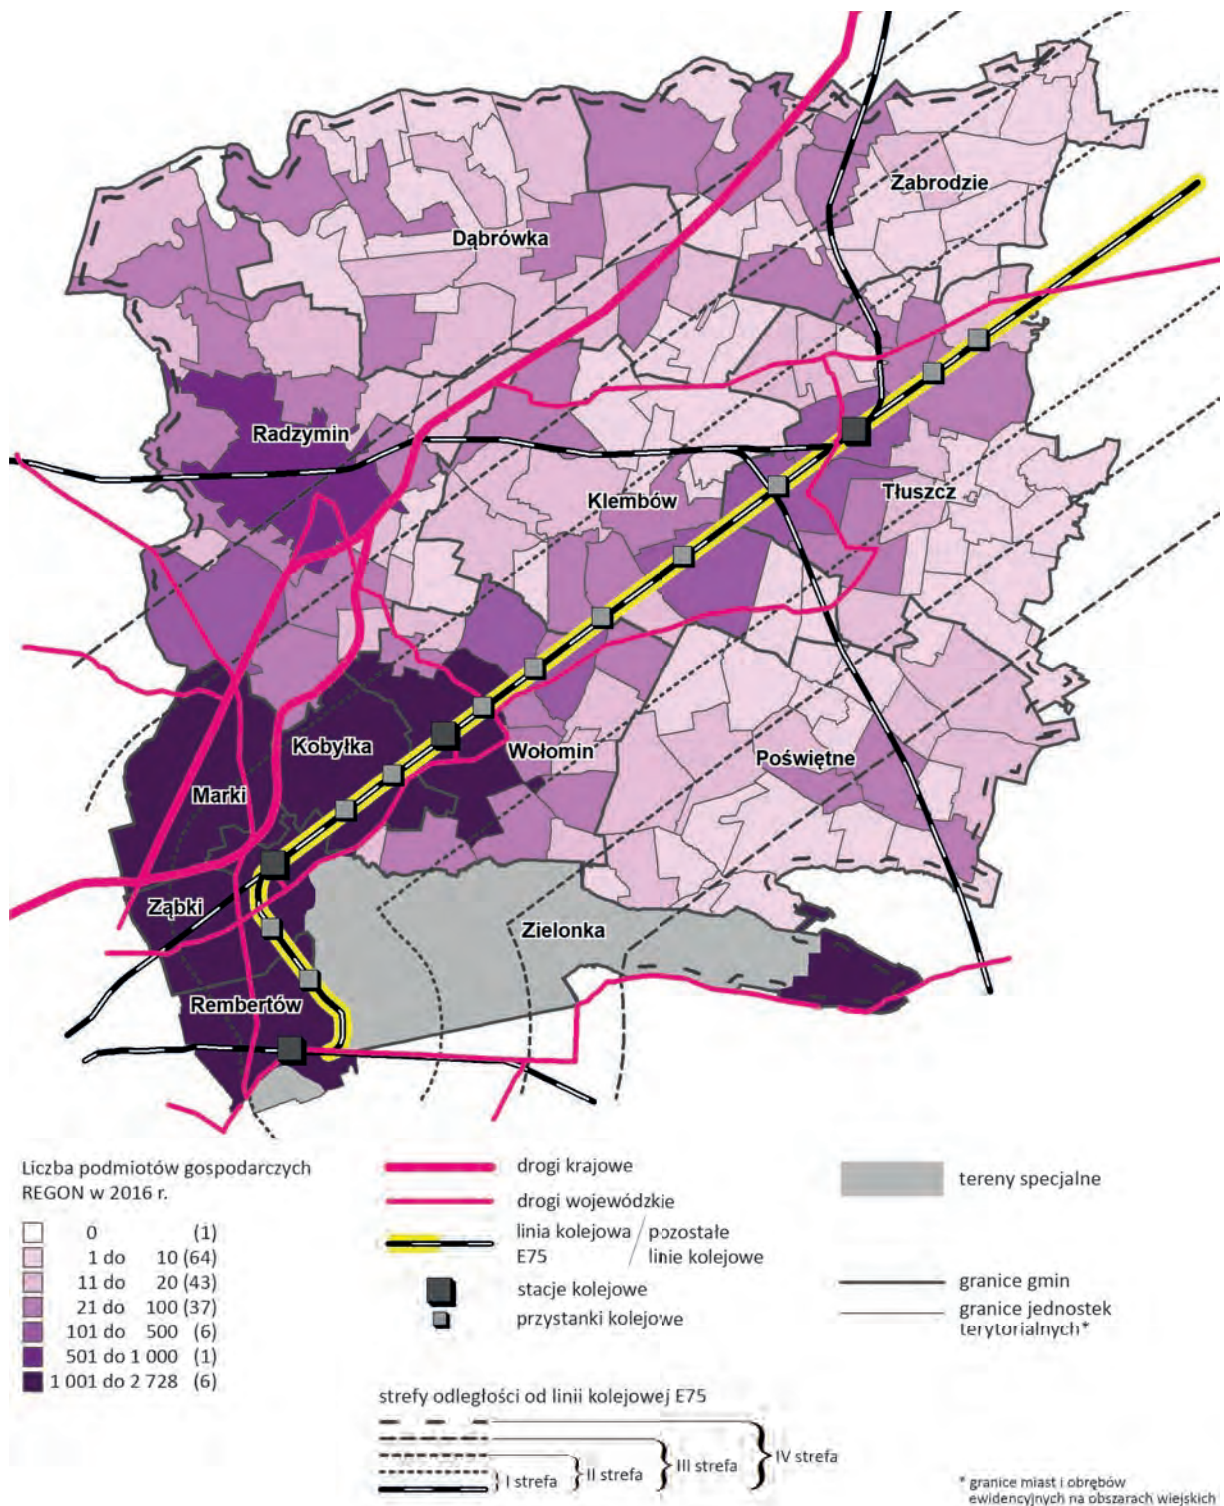 Zabrodzie
Dąbrówka
Radzymin
Klembów
Tłuszcz
Kobyłka
Wołomin
Poświętne
Marki
Ząbki
Zielonka
Rembertów
Liczba podmiotów gospodarczych
REGON w 2016 r.
0 (1)
1 do 10 (64)
11 do 20 (43)
21 do 100 (37)
101 do 500 (6)
501 do 1 000 (1)
1 001 do 2 728 (6)
drogi krajowe
drogi wojewódzkie
linia kolejowa / pozostałe
E75 linie kolejowe
stacje kolejowe
przystanki kolejowe
tereny specjalne
granice gmin
granice jednostek
terytorialnych*
strefy odległości od linii kolejowej E75
I strefa
II strefa
III strefa
IV strefa
* granice miast i obrębów
ewidencyjnych na obszarach wiejskich